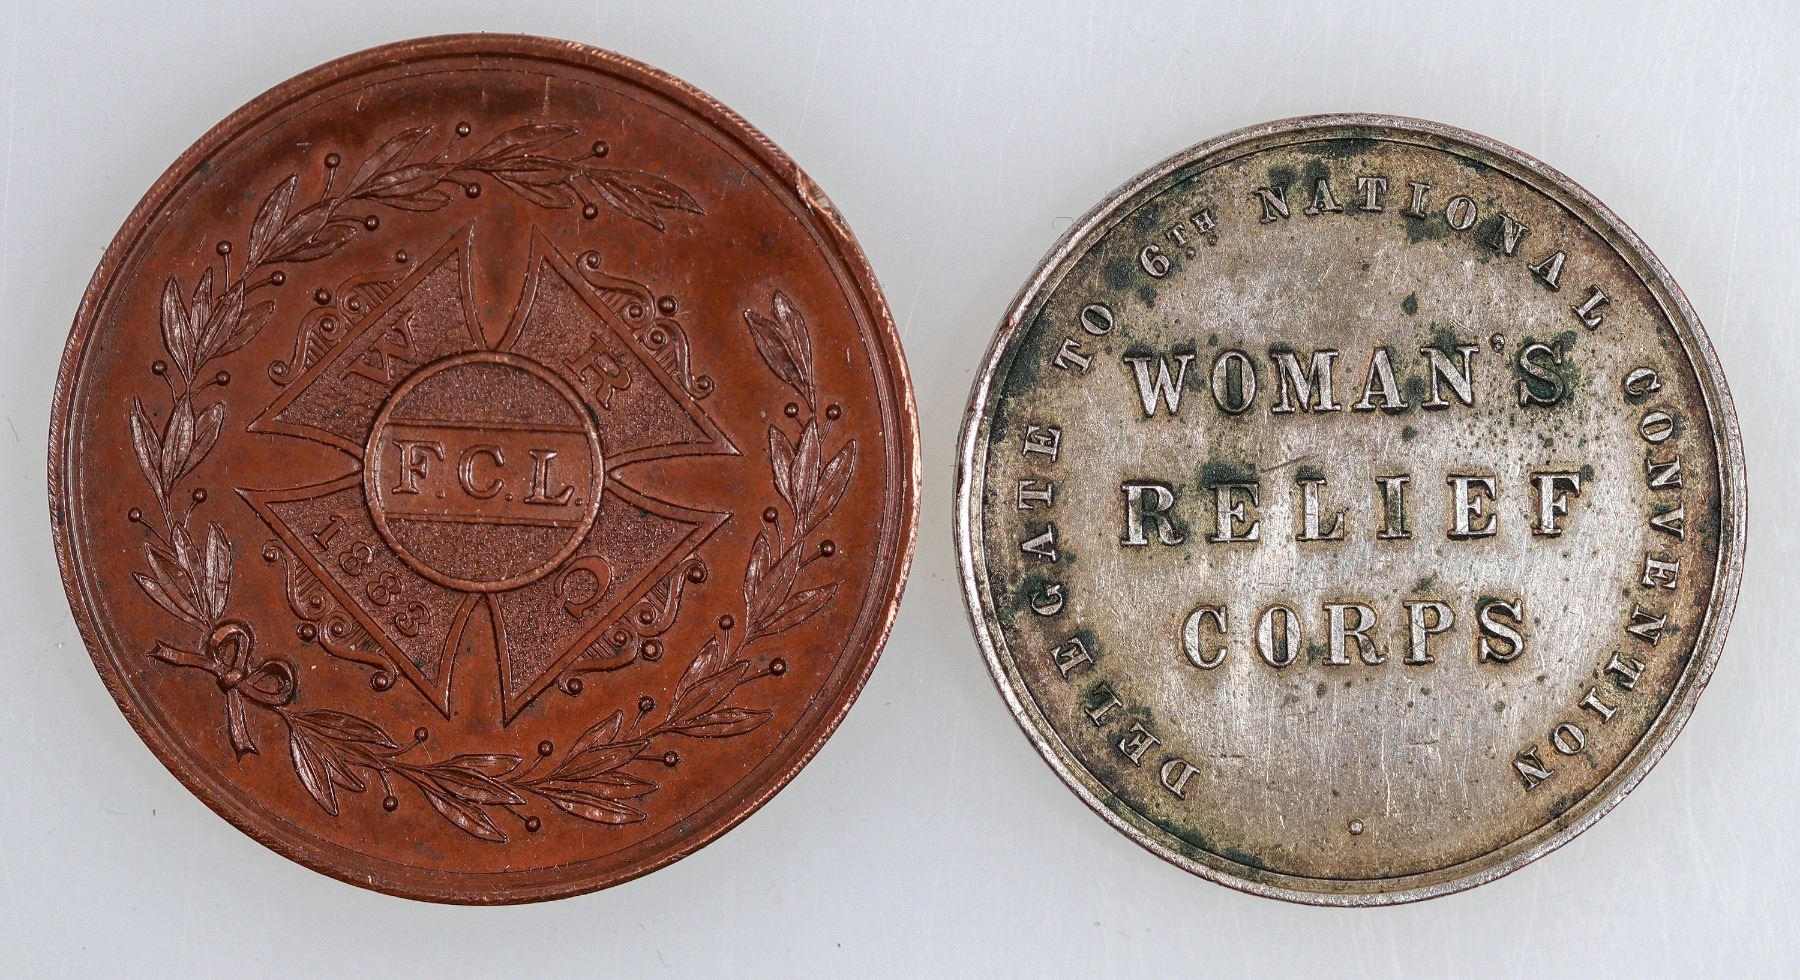 W R
F.C.L.
1883 C
DELEGATE TO 6TH NATIONAL CONVENTION
WOMAN'S
RELIEF
CORPS